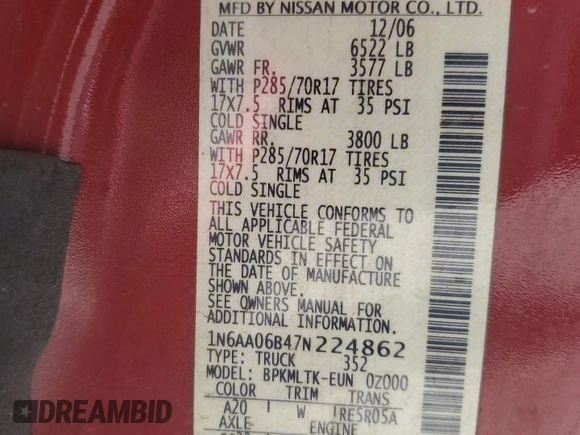 MFD BY NISSAN MOTOR CO., LTD.
DATE 12/06
GVWR 6522 LB
GAWR FR. 3577 LB
WITH P285/70R17 TIRES
17X7.5 RIMS AT 35 PSI
COLD SINGLE
GAWR RR. 3800 LB
WITH P285/70R17 TIRES
17X7.5 RIMS AT 35 PSI
COLD SINGLE
THIS VEHICLE CONFORMS TO
ALL APPLICABLE FEDERAL
MOTOR VEHICLE SAFETY
STANDARDS IN EFFECT ON
THE DATE OF MANUFACTURE
SHOWN ABOVE.
SEE OWNERS MANUAL FOR
ADDITIONAL INFORMATION.
1N6AA06B47N224862
TYPE: TRUCK 352
MODEL: BPKMLTK-EUN 0Z000
COLOR TRIM TRANS
A20 W RE5R05A
AXLE ENGINE
DREAMBID